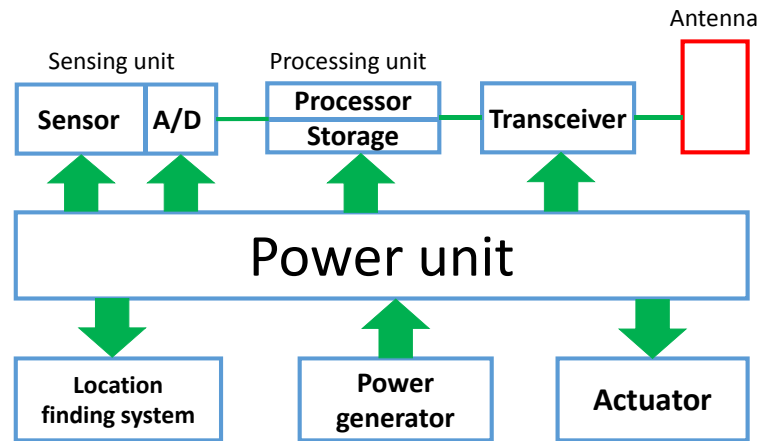 Antenna
Sensing unit
Processing unit
Sensor
A/D
Processor
Storage
Transceiver
Power unit
Location
finding system
Power
generator
Actuator